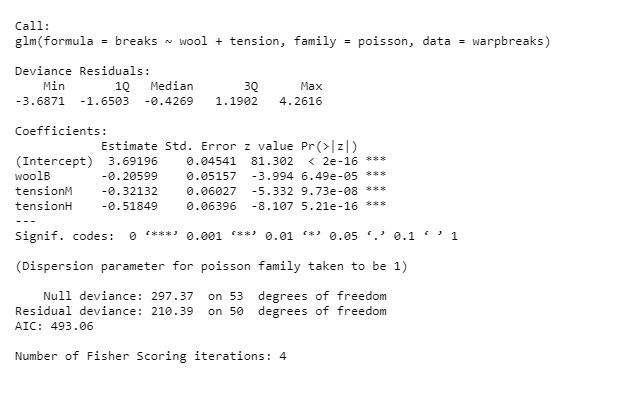 Call:
glm(formula = breaks ~ wool + tension, family = poisson, data = warpbreaks)
Deviance Residuals:
Min 1Q Median 3Q Max
-3.6871 -1.6503 -0.4269 1.1902 4.2616
Coefficients:
Estimate Std. Error z value Pr(>|z|)
(Intercept) 3.69196 0.04541 81.302 < 2e-16 ***
woolB -0.20599 0.05157 -3.994 6.49e-05 ***
tensionM -0.32132 0.06027 -5.332 9.73e-08 ***
tensionH -0.51849 0.06396 -8.107 5.21e-16 ***
---
Signif. codes: 0 ‘***’ 0.001 ‘**’ 0.01 ‘*’ 0.05 ‘.’ 0.1 ‘ ’ 1
(Dispersion parameter for poisson family taken to be 1)
Null deviance: 297.37 on 53 degrees of freedom
Residual deviance: 210.39 on 50 degrees of freedom
AIC: 493.06
Number of Fisher Scoring iterations: 4